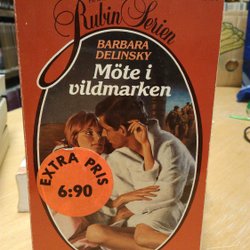 Rubin Serien
BARBARA
DELINSKY
Möte i
vildmarken
EXTRA PRIS
6:90